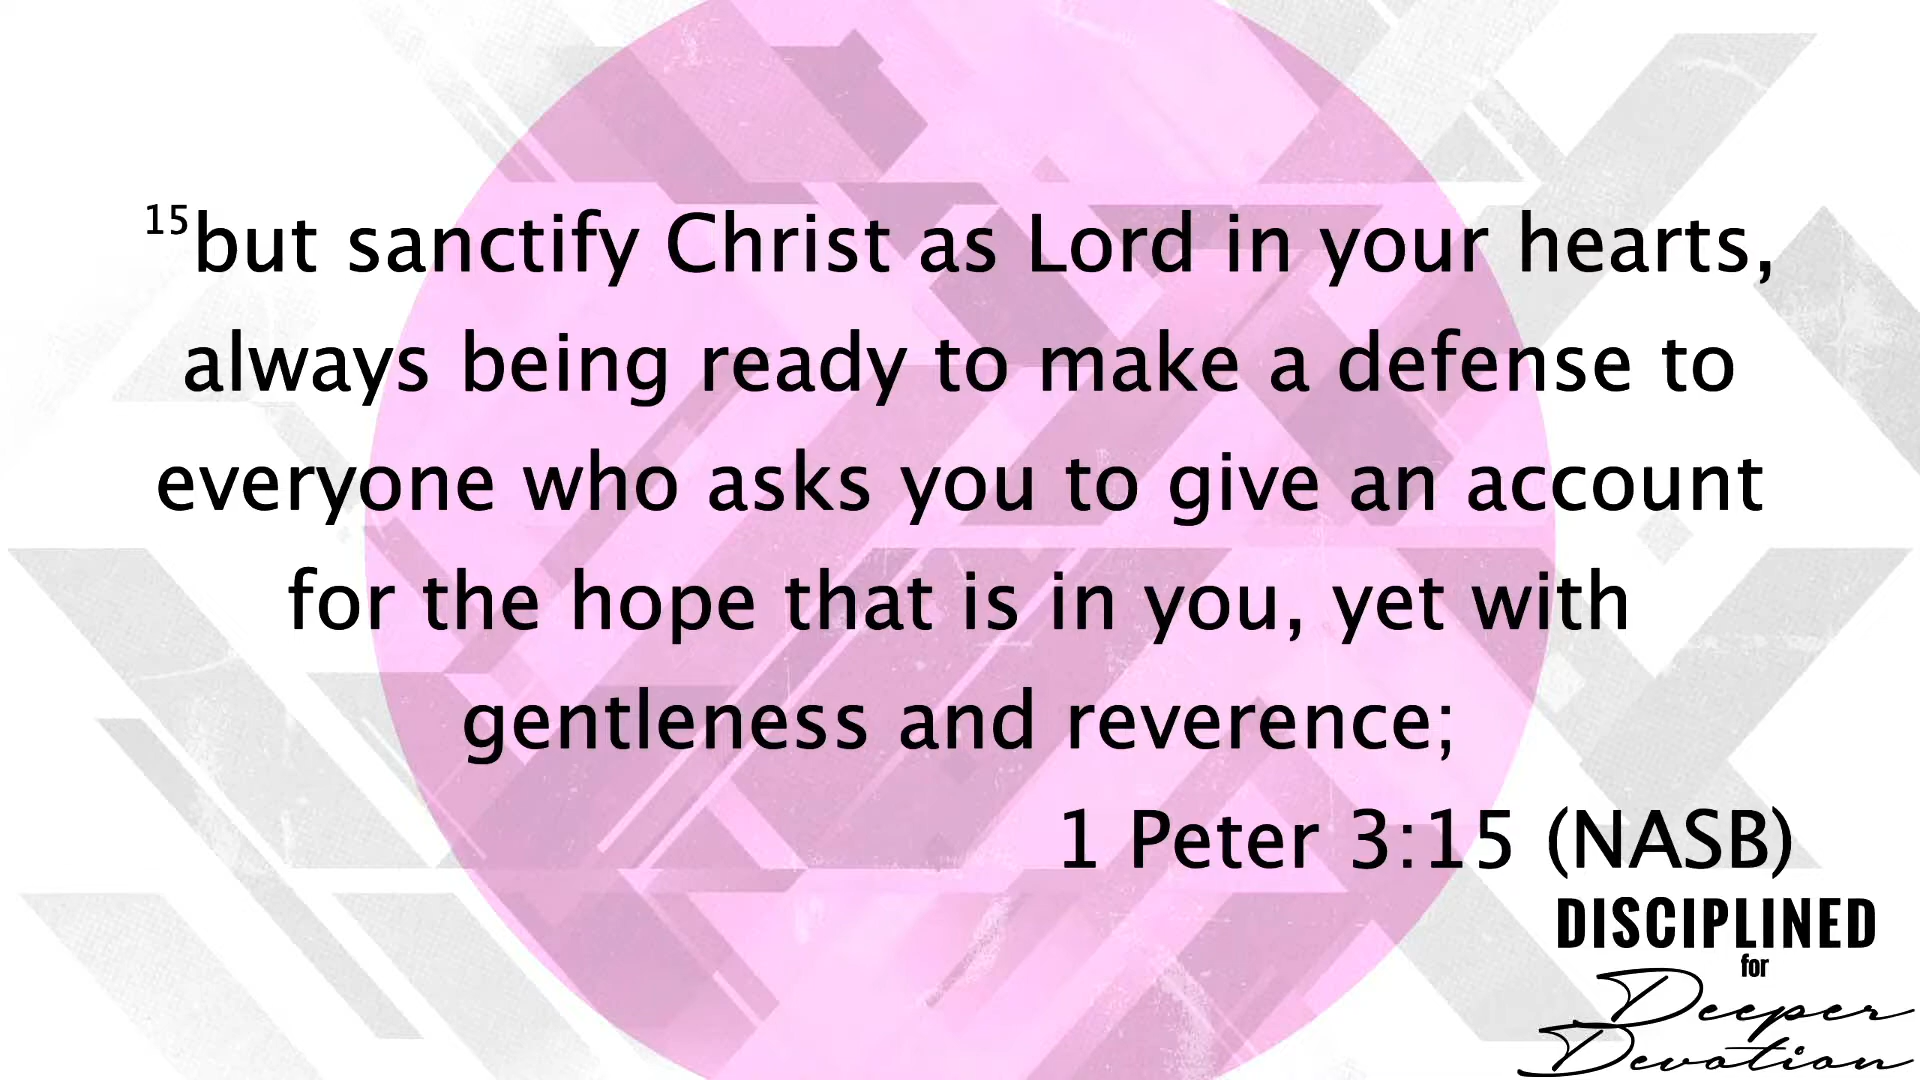 15but sanctify Christ as Lord in your hearts,
always being ready to make a defense to
everyone who asks you to give an account
for the hope that is in you, yet with
gentleness and reverence;
1 Peter 3:15 (NASB)
DISCIPLINED
for
Deeper
Devotion